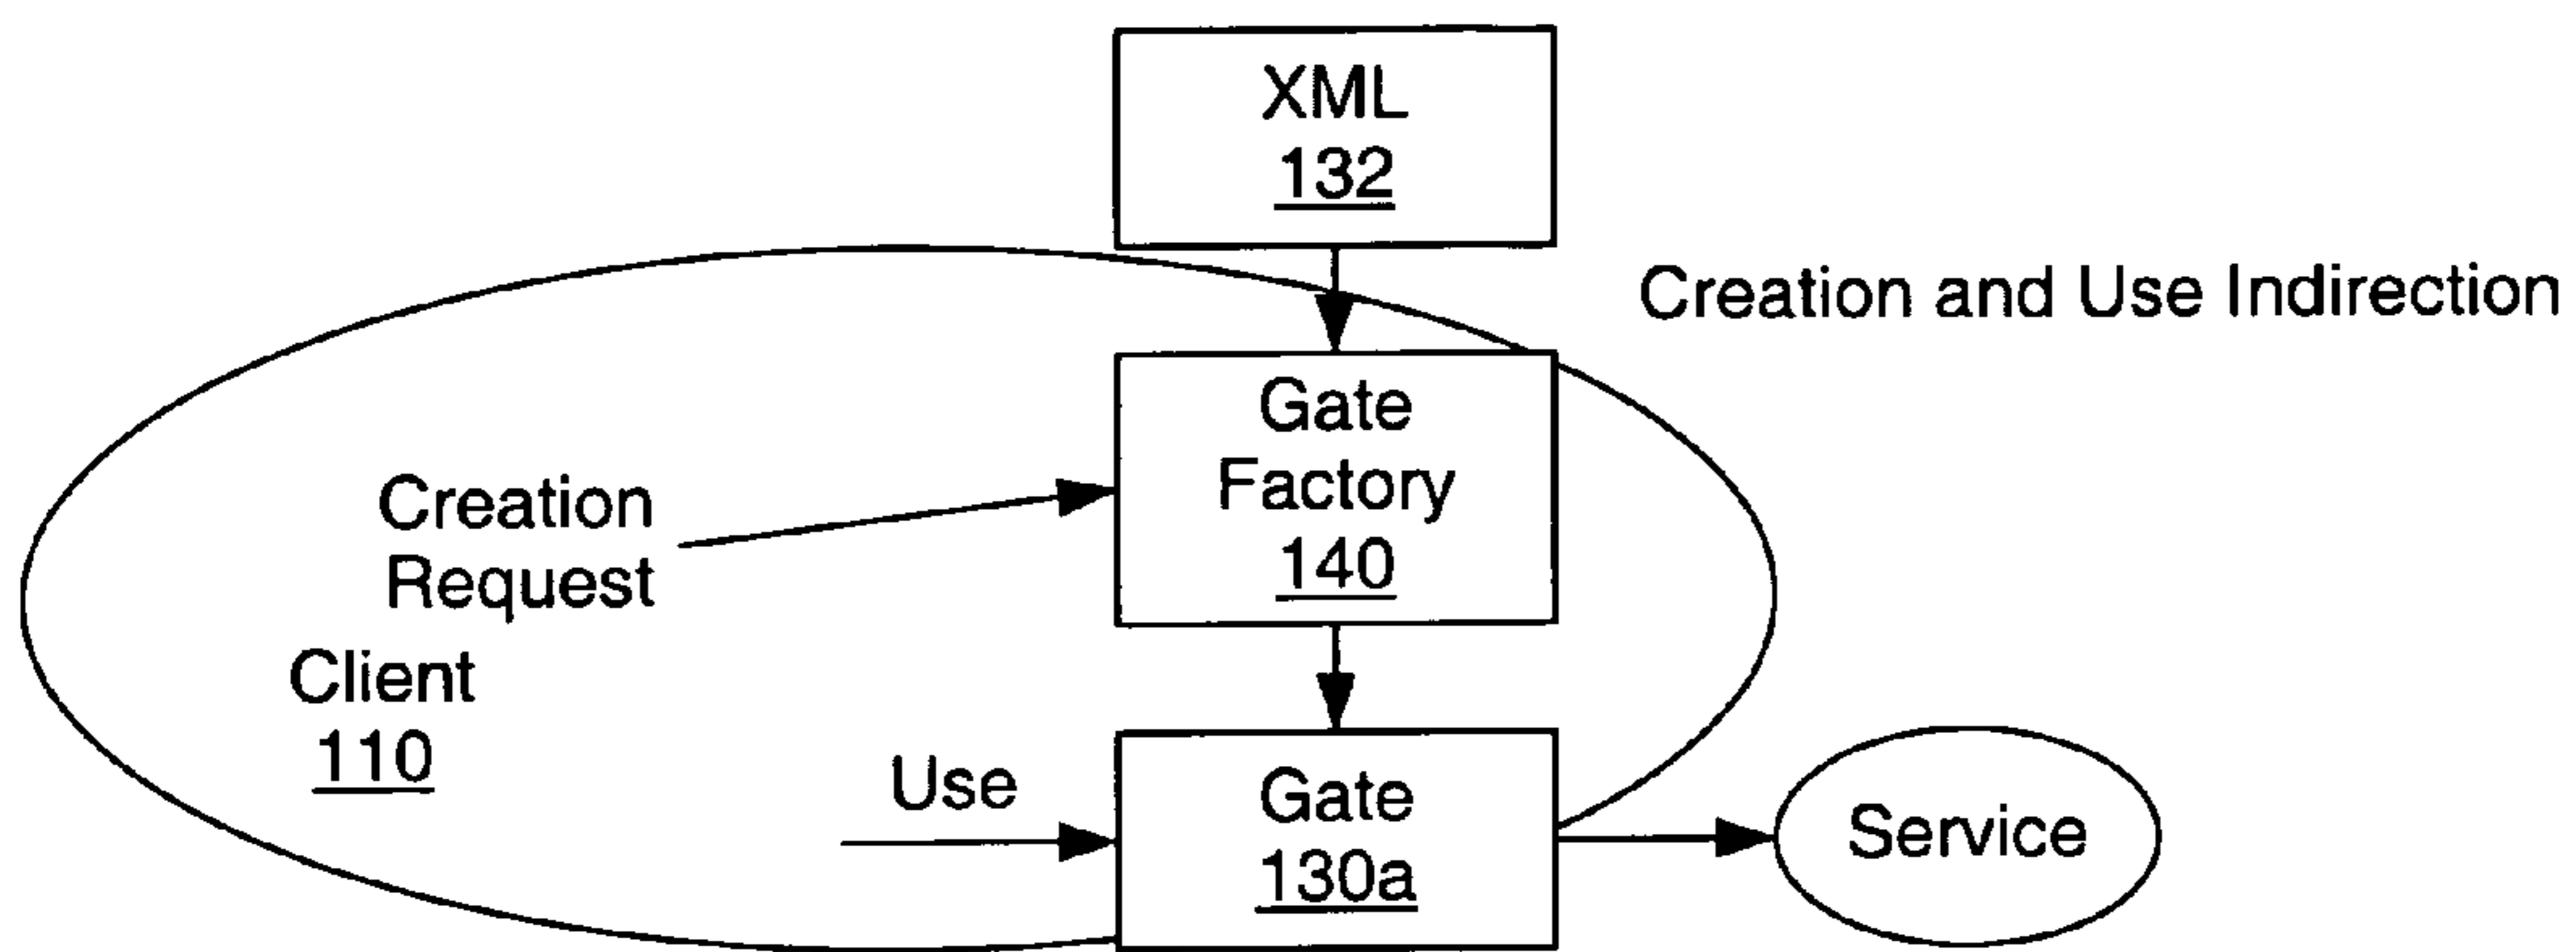 XML
132
Creation and Use Indirection
Gate
Factory
140
Creation
Request
Client
110
Use
Gate
130a
Service